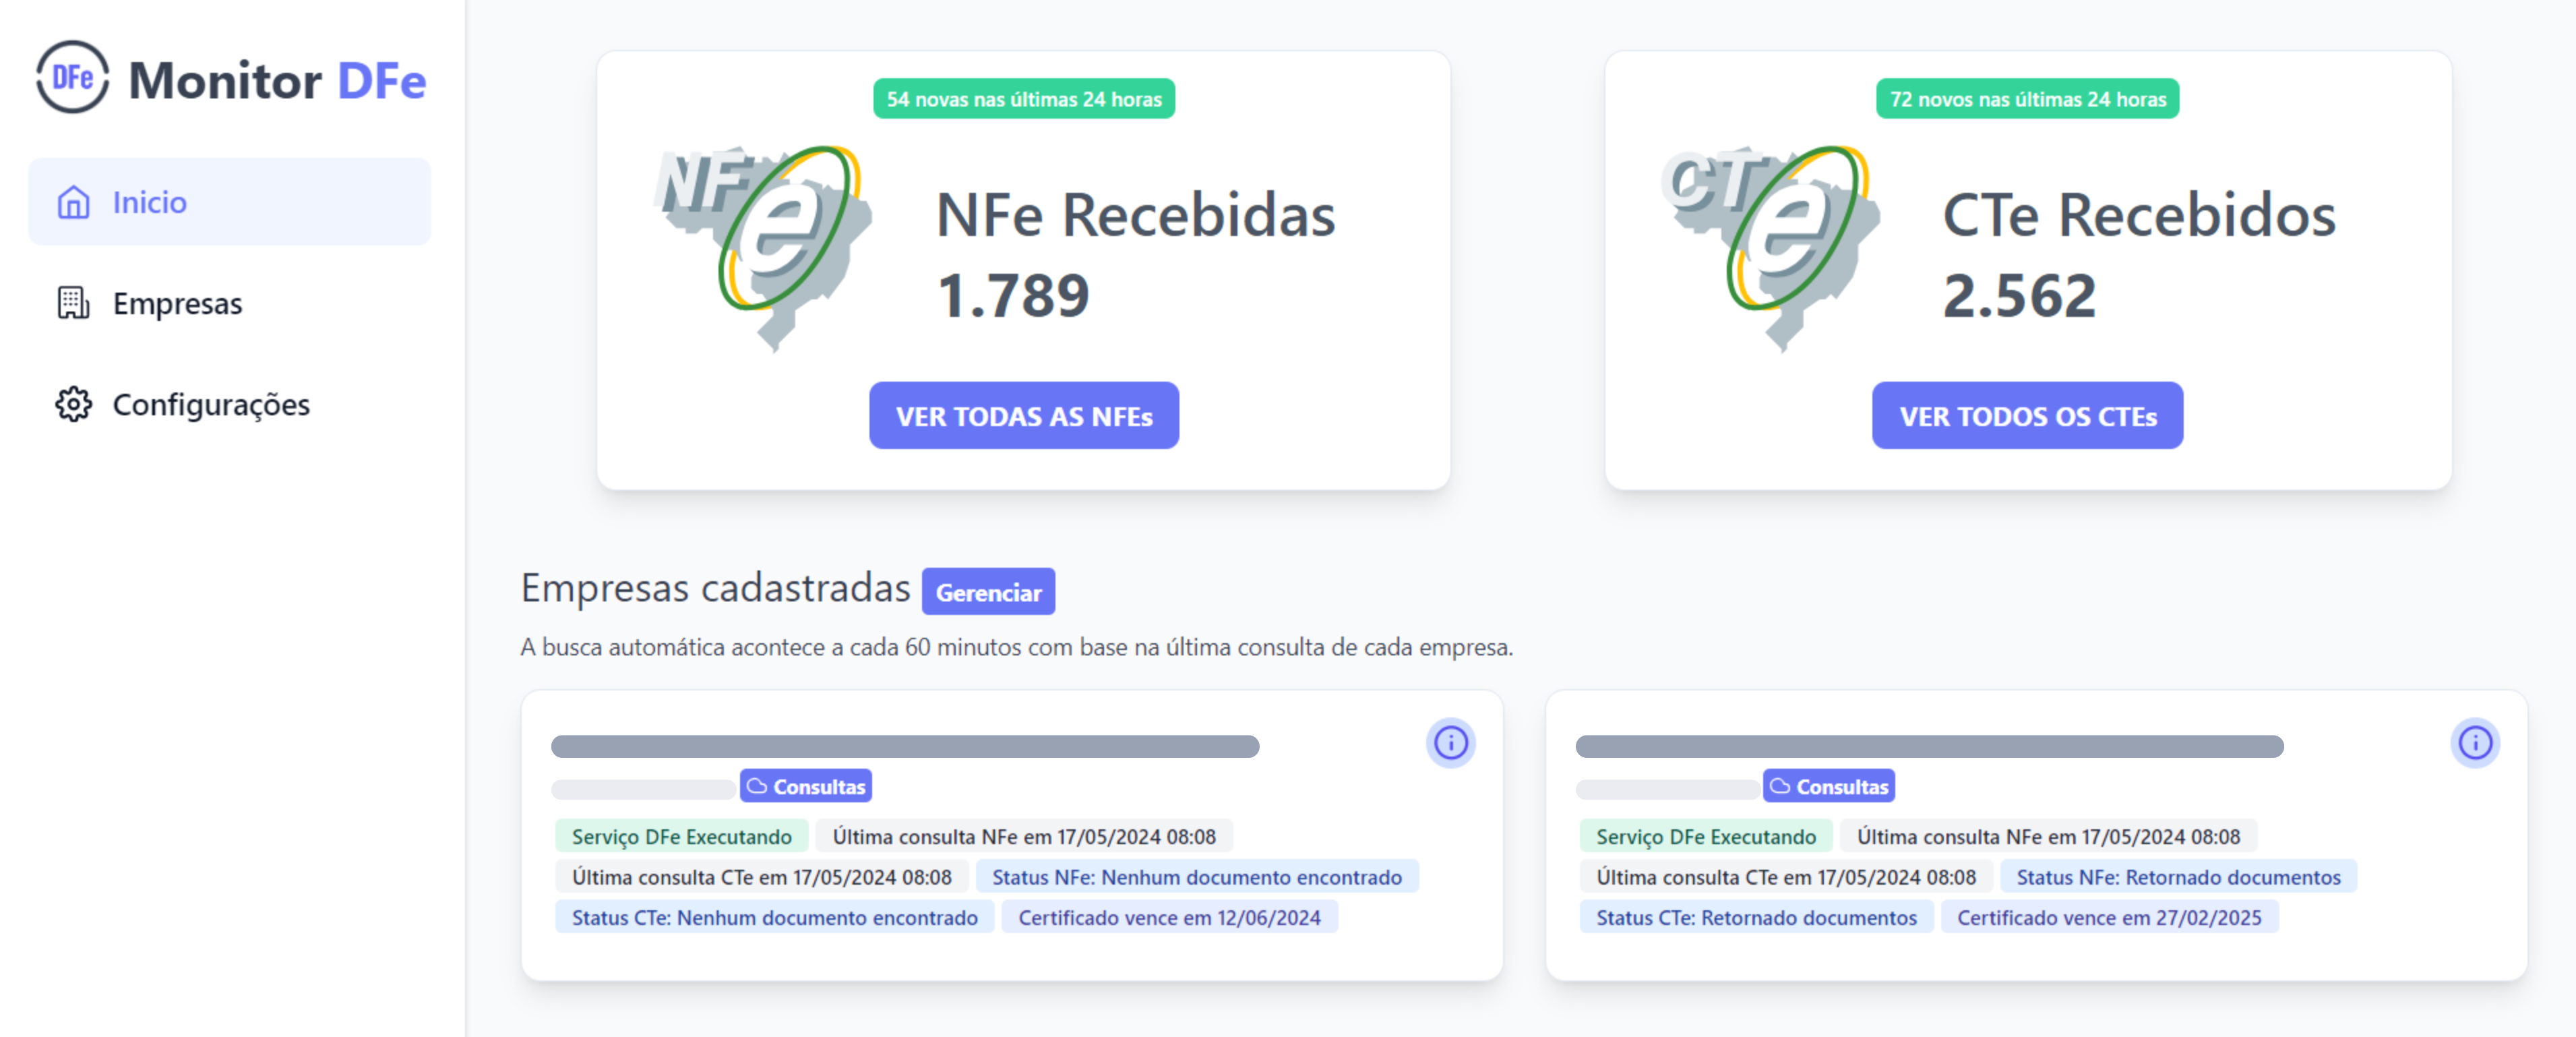 DFe Monitor DFe
Inicio
Empresas
Configurações
54 novas nas últimas 24 horas
NFe
NFe Recebidas
1.789
VER TODAS AS NFEs
72 novos nas últimas 24 horas
CTe
CTe Recebidos
2.562
VER TODOS OS CTEs
Empresas cadastradas Gerenciar
A busca automática acontece a cada 60 minutos com base na última consulta de cada empresa.
Consultas
Serviço DFe Executando Última consulta NFe em 17/05/2024 08:08
Última consulta CTe em 17/05/2024 08:08 Status NFe: Nenhum documento encontrado
Status CTe: Nenhum documento encontrado Certificado vence em 12/06/2024
Consultas
Serviço DFe Executando Última consulta NFe em 17/05/2024 08:08
Última consulta CTe em 17/05/2024 08:08 Status NFe: Retornado documentos
Status CTe: Retornado documentos Certificado vence em 27/02/2025